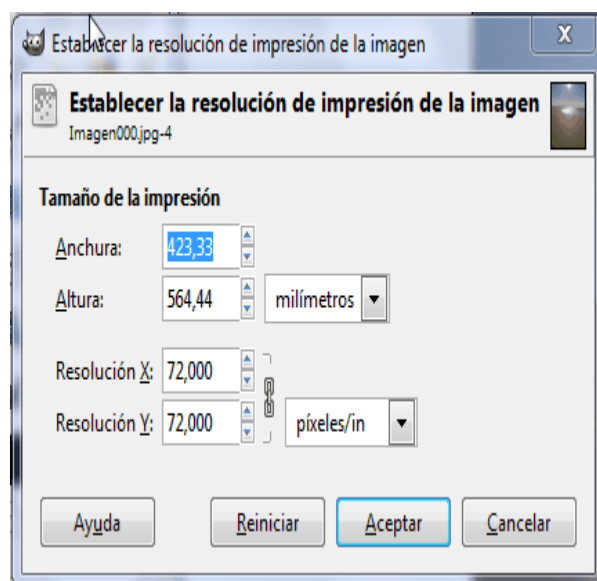 Establecer la resolución de impresión de la imagen
X
Establecer la resolución de impresión de la imagen
Imagen000.jpg-4
Tamaño de la impresión
Anchura: 423,33
Altura: 564,44 milímetros
Resolución X: 72,000
Resolución Y: 72,000 píxeles/in
Ayuda Reiniciar Aceptar Cancelar